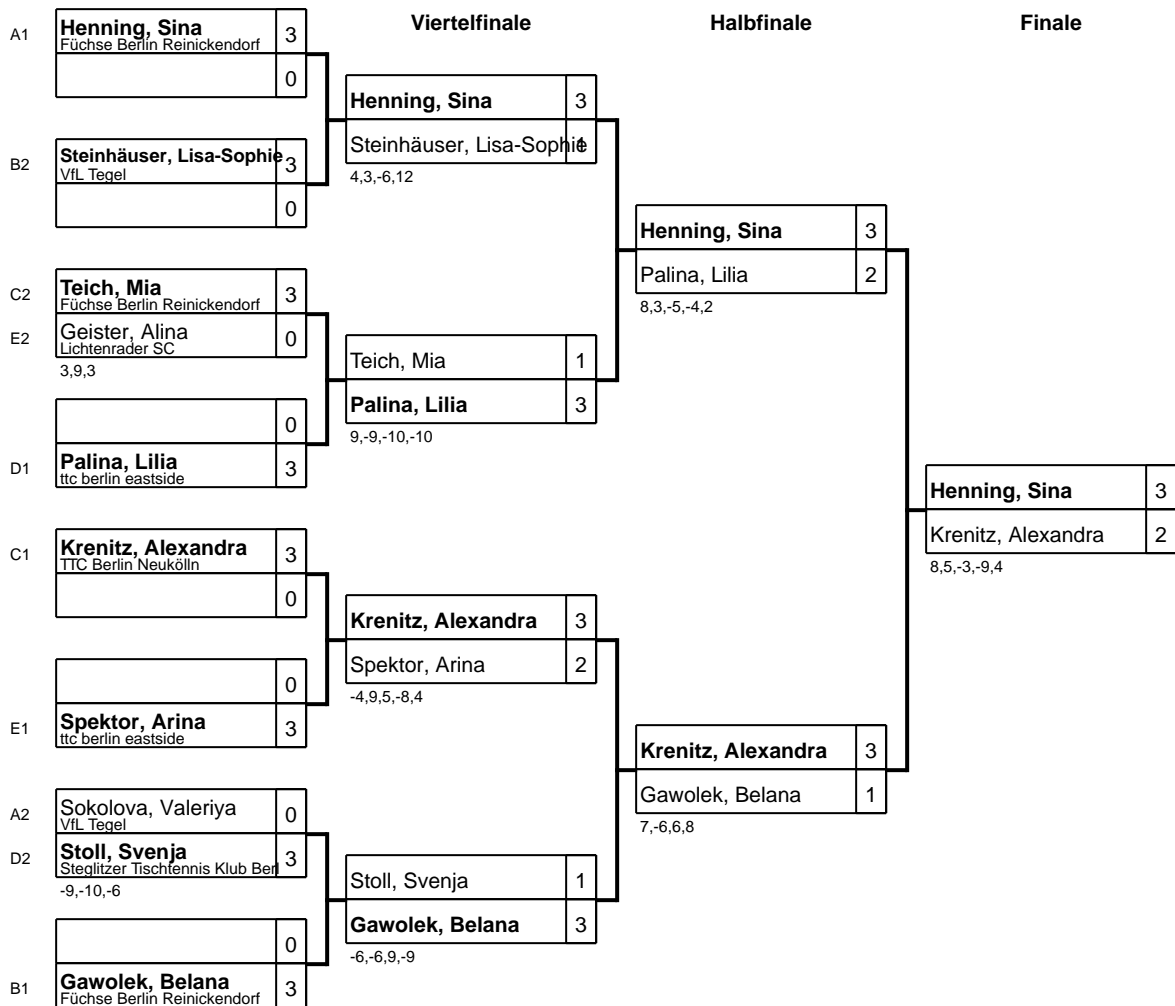 Viertelfinale
Halbfinale
Finale
A1
Henning, Sina
3
Füchse Berlin Reinickendorf
0
B2
Steinhäuser, Lisa-Sophie
3
VfL Tegel
0
C2
Teich, Mia
3
Füchse Berlin Reinickendorf
E2
Geister, Alina
0
Lichtenrader SC
3,9,3
0
D1
Palina, Lilia
3
ttc berlin eastside
C1
Krenitz, Alexandra
3
TTC Berlin Neukölln
0
0
E1
Spektor, Arina
3
ttc berlin eastside
A2
Sokolova, Valeriya
0
VfL Tegel
D2
Stoll, Svenja
3
Steglitzer Tischtennis Klub Berl
-9,-10,-6
0
B1
Gawolek, Belana
3
Füchse Berlin Reinickendorf
Henning, Sina
3
Steinhäuser, Lisa-Sophie
1
4,3,-6,12
Teich, Mia
1
Palina, Lilia
3
9,-9,-10,-10
Krenitz, Alexandra
3
Spektor, Arina
2
-4,9,5,-8,4
Stoll, Svenja
1
Gawolek, Belana
3
-6,-6,9,-9
Henning, Sina
3
Palina, Lilia
2
8,3,-5,-4,2
Krenitz, Alexandra
3
Gawolek, Belana
1
7,-6,6,8
Henning, Sina
3
Krenitz, Alexandra
2
8,5,-3,-9,4